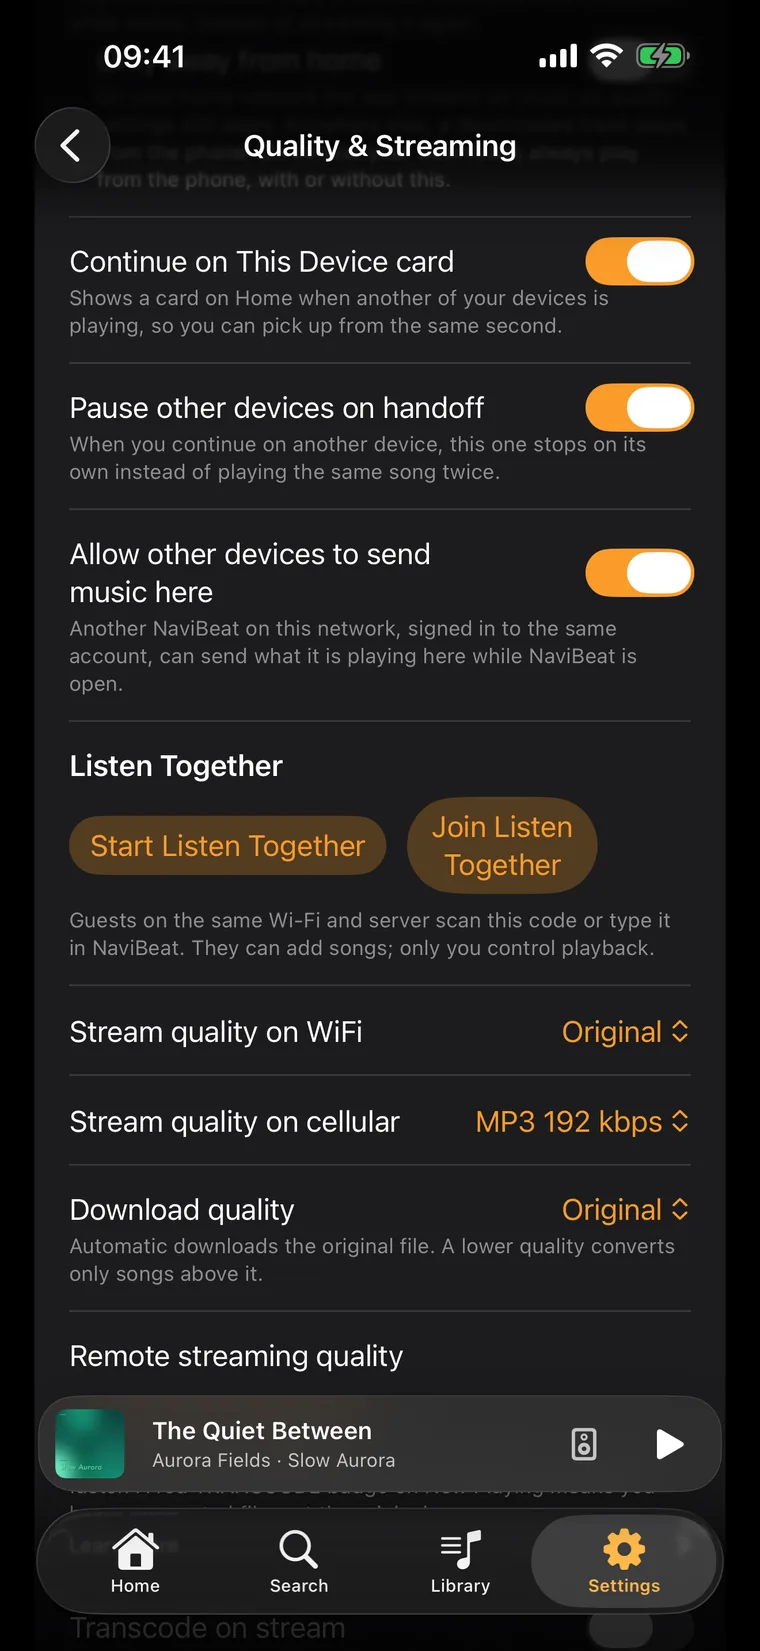 away from home
09:41
Quality & Streaming
always play
from the phone, with or without this.
Continue on This Device card
Shows a card on Home when another of your devices is
playing, so you can pick up from the same second.
Pause other devices on handoff
When you continue on another device, this one stops on its
own instead of playing the same song twice.
Allow other devices to send
music here
Another NaviBeat on this network, signed in to the same
account, can send what it is playing here while NaviBeat is
open.
Listen Together
Start Listen Together
Join Listen
Together
Guests on the same Wi-Fi and server scan this code or type it
in NaviBeat. They can add songs; only you control playback.
Stream quality on WiFi
Original
Stream quality on cellular
MP3 192 kbps
Download quality
Original
Automatic downloads the original file. A lower quality converts
only songs above it.
Remote streaming quality
Slow Aurora
The Quiet Between
Aurora Fields · Slow Aurora
Home
Search
Library
Settings
Transcode on stream